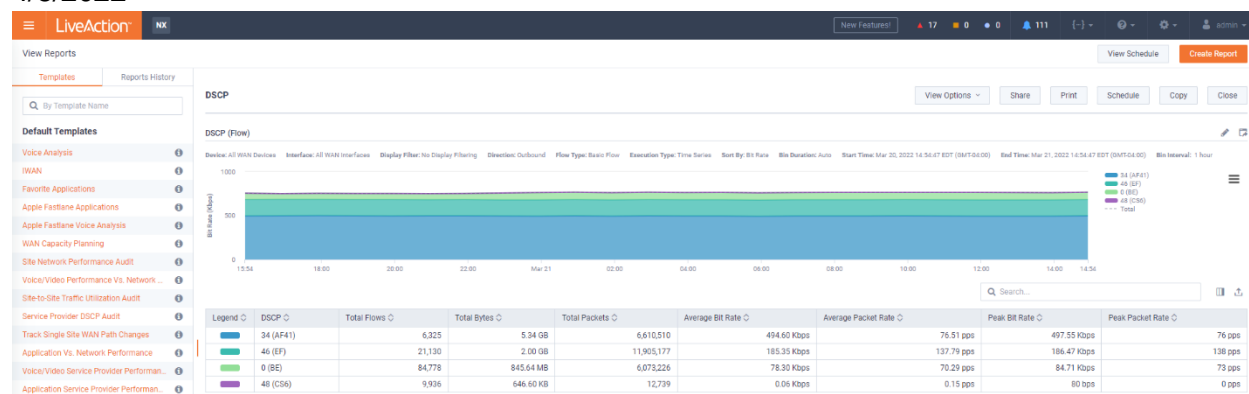 LiveAction NX New Features! 17 0 0 111 {--} admin
View Reports View Schedule Create Report
Templates Reports History
By Template Name
DSCP View Options Share Print Schedule Copy Close
Default Templates
DSCP (Flow)
Voice Analysis
IWAN
Favorite Applications
Apple Fastlane Applications
Apple Fastlane Voice Analysis
WAN Capacity Planning
Site Network Performance Audit
Voice/Video Performance Vs. Network ...
Site-to-Site Traffic Utilization Audit
Service Provider DSCP Audit
Track Single Site WAN Path Changes
Application Vs. Network Performance
Voice/Video Service Provider Performan...
Application Service Provider Performan...
Device: All WAN Devices Interface: All WAN Interfaces Display Filter: No Display Filtering Direction: Outbound Flow Type: Basic Flow Execution Type: Time Series Sort By: Bit Rate Bin Duration: Auto Start Time: Mar 20, 2022 14:54:47 EDT (GMT-04:00) End Time: Mar 21, 2022 14:54:47 EDT (GMT-04:00) Bin Interval: 1 hour
Bit Rate (Kbps)
1000
500
0
15:54 18:00 20:00 22:00 Mar 21 02:00 04:00 06:00 08:00 10:00 12:00 14:00 14:54
34 (AF41)
46 (EF)
0 (BE)
48 (CS6)
Total
Search...
Legend DSCP Total Flows Total Bytes Total Packets Average Bit Rate Average Packet Rate Peak Bit Rate Peak Packet Rate
34 (AF41) 6,325 5.34 GB 6,610,510 494.60 Kbps 76.51 pps 497.55 Kbps 76 pps
46 (EF) 21,130 2.00 GB 11,905,177 185.35 Kbps 137.79 pps 186.47 Kbps 138 pps
0 (BE) 84,778 845.64 MB 6,073,226 78.30 Kbps 70.29 pps 84.71 Kbps 73 pps
48 (CS6) 9,936 646.60 KB 12,739 0.06 Kbps 0.15 pps 80 bps 0 pps